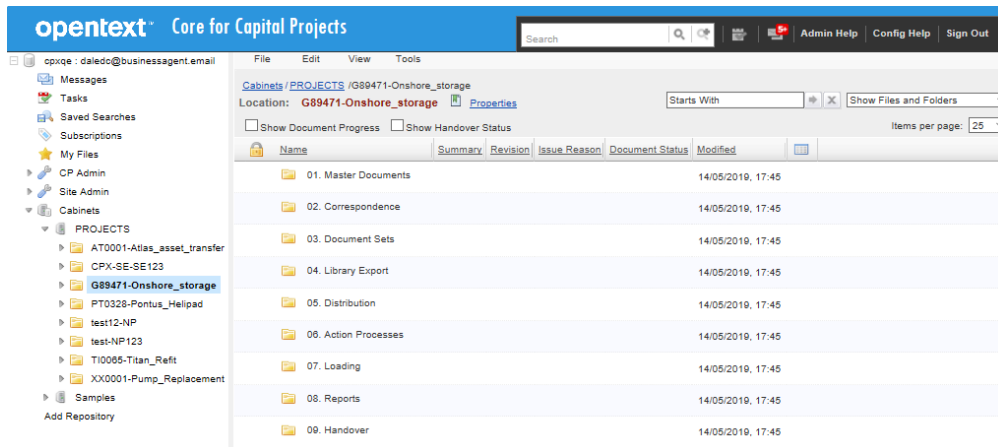 opentext™ Core for Capital Projects
Search
5+
Admin Help Config Help Sign Out
cpxqe : daledc@businessagent.email
Messages
Tasks
Saved Searches
Subscriptions
My Files
CP Admin
Site Admin
Cabinets
PROJECTS
AT0001-Atlas_asset_transfer
CPX-SE-SE123
G89471-Onshore_storage
PT0328-Pontus_Helipad
test12-NP
test-NP123
TI0065-Titan_Refit
XX0001-Pump_Replacement
Samples
Add Repository
File Edit View Tools
Cabinets / PROJECTS /G89471-Onshore_storage
Location: G89471-Onshore_storage Properties
Starts With
Show Files and Folders
Show Document Progress Show Handover Status
Items per page: 25
Name Summary Revision Issue Reason Document Status Modified
01. Master Documents 14/05/2019, 17:45
02. Correspondence 14/05/2019, 17:45
03. Document Sets 14/05/2019, 17:45
04. Library Export 14/05/2019, 17:45
05. Distribution 14/05/2019, 17:45
06. Action Processes 14/05/2019, 17:45
07. Loading 14/05/2019, 17:45
08. Reports 14/05/2019, 17:45
09. Handover 14/05/2019, 17:45